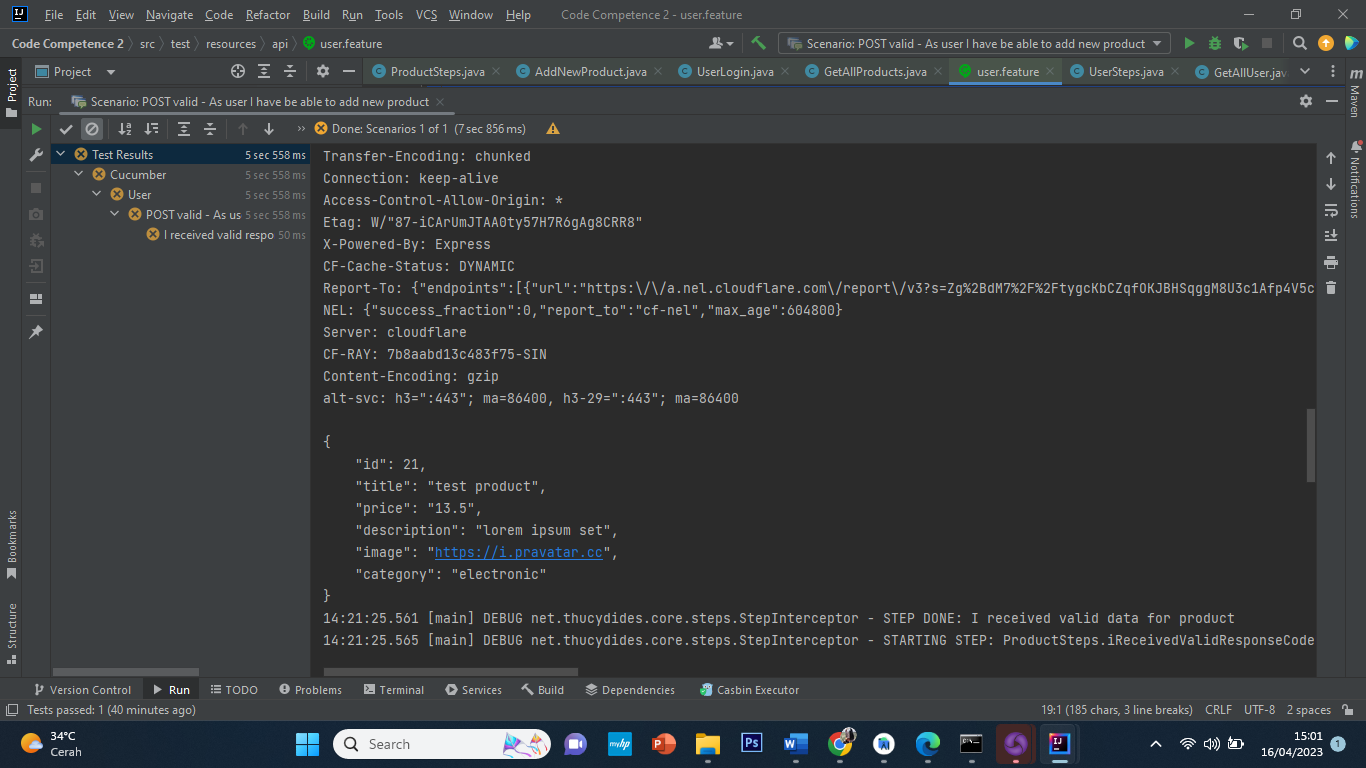 File Edit View Navigate Code Refactor Build Run Tools VCS Window Help Code Competence 2 - user.feature
Code Competence 2 src test resources api user.feature Scenario: POST valid - As user I have be able to add new product
Project ProductSteps.java AddNewProduct.java UserLogin.java GetAllProducts.java user.feature UserSteps.java GetAllUser.jav
Run: Scenario: POST valid - As user I have be able to add new product
Done: Scenarios 1 of 1 (7 sec 856 ms)
Test Results 5 sec 558 ms
Cucumber 5 sec 558 ms
User 5 sec 558 ms
POST valid - As us 5 sec 558 ms
I received valid respo 50 ms
Transfer-Encoding: chunked
Connection: keep-alive
Access-Control-Allow-Origin: *
Etag: W/"87-iCArUmJTAA0ty57H7R6gAg8CRR8"
X-Powered-By: Express
CF-Cache-Status: DYNAMIC
Report-To: {"endpoints":[{"url":"https:\/\/a.nel.cloudflare.com\/report\/v3?s=Zg%2BdM7%2F%2FtygcKbCZqfOKJBHSqggM8U3c1Afp4V5c
NEL: {"success_fraction":0,"report_to":"cf-nel","max_age":604800}
Server: cloudflare
CF-RAY: 7b8aabd13c483f75-SIN
Content-Encoding: gzip
alt-svc: h3=":443"; ma=86400, h3-29=":443"; ma=86400
{
"id": 21,
"title": "test product",
"price": "13.5",
"description": "lorem ipsum set",
"image": "https://i.pravatar.cc",
"category": "electronic"
}
14:21:25.561 [main] DEBUG net.thucydides.core.steps.StepInterceptor - STEP DONE: I received valid data for product
14:21:25.565 [main] DEBUG net.thucydides.core.steps.StepInterceptor - STARTING STEP: ProductSteps.iReceivedValidResponseCode
Project
Bookmarks
Structure
Maven
Notifications
Version Control Run TODO Problems Terminal Services Build Dependencies Casbin Executor
Tests passed: 1 (40 minutes ago) 19:1 (185 chars, 3 line breaks) CRLF UTF-8 2 spaces
34°C
Cerah
Search
15:01
16/04/2023
1